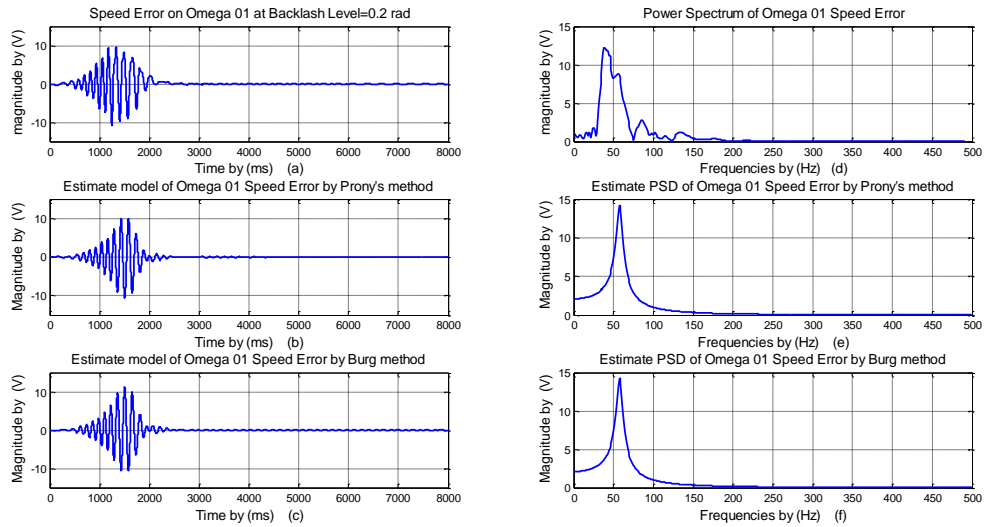 Speed Error on Omega 01 at Backlash Level=0.2 rad
magnitude by (V)
10
0
-10
0 1000 2000 3000 4000 5000 6000 7000 8000
Time by (ms) (a)
Estimate model of Omega 01 Speed Error by Prony's method
Magnitude by (V)
10
0
-10
0 1000 2000 3000 4000 5000 6000 7000 8000
Time by (ms) (b)
Estimate model of Omega 01 Speed Error by Burg method
Magnitude by (V)
10
0
-10
0 1000 2000 3000 4000 5000 6000 7000 8000
Time by (ms) (c)
Power Spectrum of Omega 01 Speed Error
magnitude by (V)
15
10
5
0
0 50 100 150 200 250 300 350 400 450 500
Frequencies by (Hz) (d)
Estimate PSD of Omega 01 Speed Error by Prony's method
Magnitude by (V)
15
10
5
0
0 50 100 150 200 250 300 350 400 450 500
Frequencies by (Hz) (e)
Estimate PSD of Omega 01 Speed Error by Burg method
Magnitude by (V)
15
10
5
0
0 50 100 150 200 250 300 350 400 450 500
Frequencies by (Hz) (f)